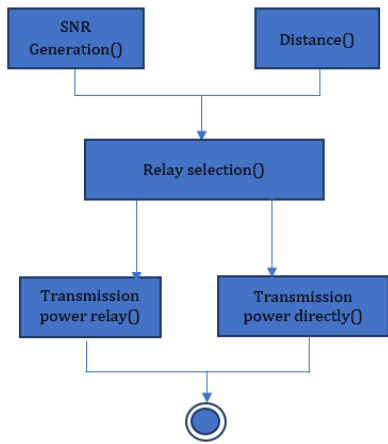 SNR
Generation()
Distance()
Relay selection()
Transmission
power relay()
Transmission
power directly()